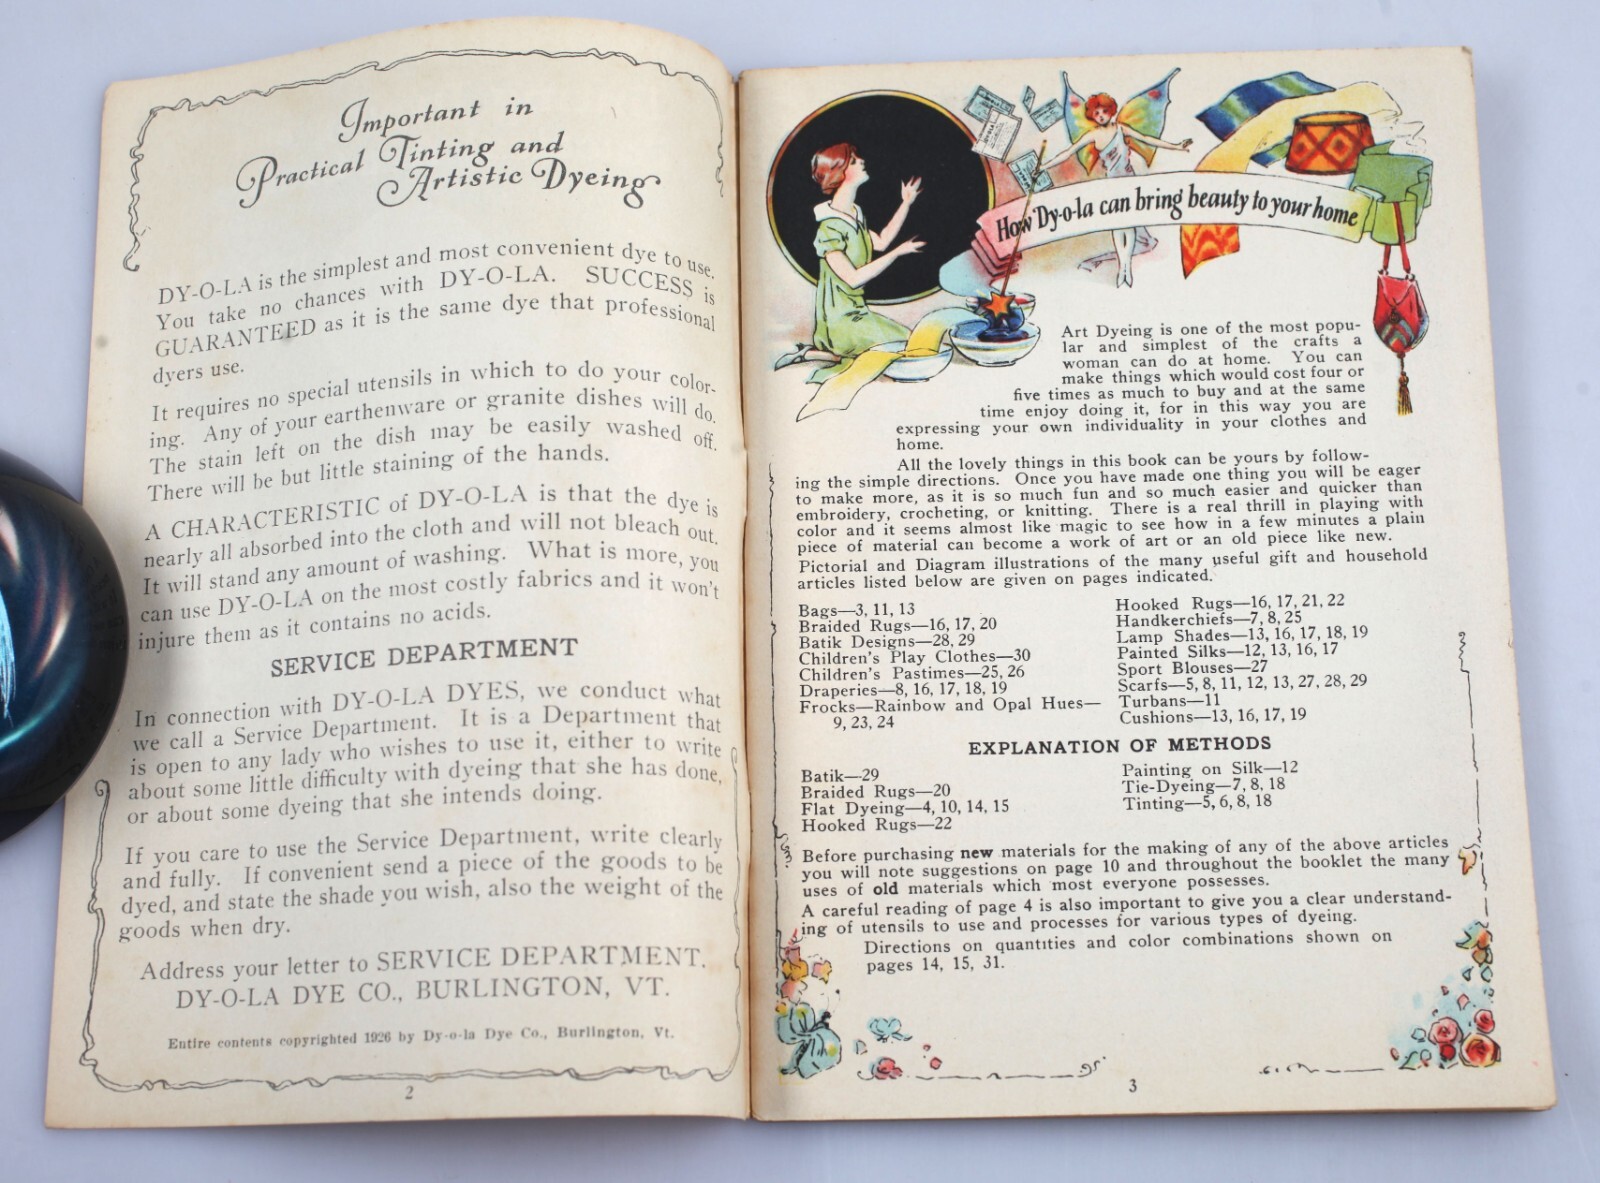 Important in
Practical Tinting and
Artistic Dyeing
DY-O-LA is the simplest and most convenient dye to use.
You take no chances with DY-O-LA. SUCCESS is
GUARANTEED as it is the same dye that professional
dyers use.
It requires no special utensils in which to do your color-
ing. Any of your earthenware or granite dishes will do.
The stain left on the dish may be easily washed off.
There will be but little staining of the hands.
A CHARACTERISTIC of DY-O-LA is that the dye is
nearly all absorbed into the cloth and will not bleach out.
It will stand any amount of washing. What is more, you
can use DY-O-LA on the most costly fabrics and it won't
injure them as it contains no acids.
SERVICE DEPARTMENT
In connection with DY-O-LA DYES, we conduct what
we call a Service Department. It is a Department that
is open to any lady who wishes to use it, either to write
about some little difficulty with dyeing that she has done,
or about some dyeing that she intends doing.
If you care to use the Service Department, write clearly
and fully. If convenient send a piece of the goods to be
dyed, and state the shade you wish, also the weight of the
goods when dry.
Address your letter to SERVICE DEPARTMENT.
DY-O-LA DYE CO., BURLINGTON, VT.
Entire contents copyrighted 1926 by Dy-o-la Dye Co., Burlington, Vt.
2
How Dy-o-la can bring beauty to your home
Art Dyeing is one of the most popu-
lar and simplest of the crafts a
woman can do at home. You can
make things which would cost four or
five times as much to buy and at the same
time enjoy doing it, for in this way you are
expressing your own individuality in your clothes and
home.
All the lovely things in this book can be yours by follow-
ing the simple directions. Once you have made one thing you will be eager
to make more, as it is so much fun and so much easier and quicker than
embroidery, crocheting, or knitting. There is a real thrill in playing with
color and it seems almost like magic to see how in a few minutes a plain
piece of material can become a work of art or an old piece like new.
Pictorial and Diagram illustrations of the many useful gift and household
articles listed below are given on pages indicated.
Bags—3, 11, 13
Braided Rugs—16, 17, 20
Batik Designs—28, 29
Children's Play Clothes—30
Children's Pastimes—25, 26
Draperies—8, 16, 17, 18, 19
Frocks—Rainbow and Opal Hues—
9, 23, 24
Hooked Rugs—16, 17, 21, 22
Handkerchiefs—7, 8, 25
Lamp Shades—13, 16, 17, 18, 19
Painted Silks—12, 13, 16, 17
Sport Blouses—27
Scarfs—5, 8, 11, 12, 13, 27, 28, 29
Turbans—11
Cushions—13, 16, 17, 19
EXPLANATION OF METHODS
Batik—29
Braided Rugs—20
Flat Dyeing—4, 10, 14, 15
Hooked Rugs—22
Painting on Silk—12
Tie-Dyeing—7, 8, 18
Tinting—5, 6, 8, 18
Before purchasing new materials for the making of any of the above articles
you will note suggestions on page 10 and throughout the booklet the many
uses of old materials which most everyone possesses.
A careful reading of page 4 is also important to give you a clear understand-
ing of utensils to use and processes for various types of dyeing.
Directions on quantities and color combinations shown on
pages 14, 15, 31.
3